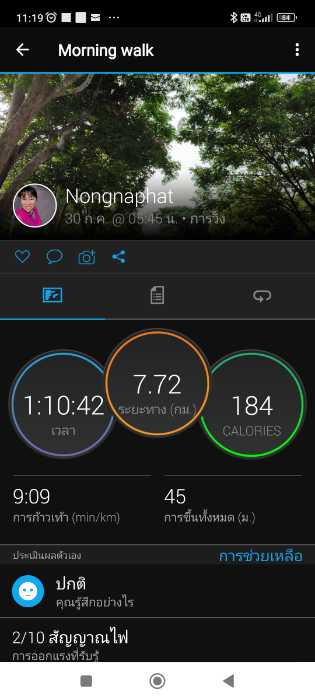 11:19
84
Morning walk
Nongnaphat
30 ก.ค. @ 05:45 น. • การวิ่ง
1:10:42
เวลา
7.72
ระยะทาง (กม.)
184
CALORIES
9:09
การก้าวเท้า (min/km)
45
การขึ้นทั้งหมด (ม.)
ประเมินผลตัวเอง
การช่วยเหลือ
ปกติ
คุณรู้สึกอย่างไร
2/10 สัญญาณไฟ
การออกแรงที่รับรู้